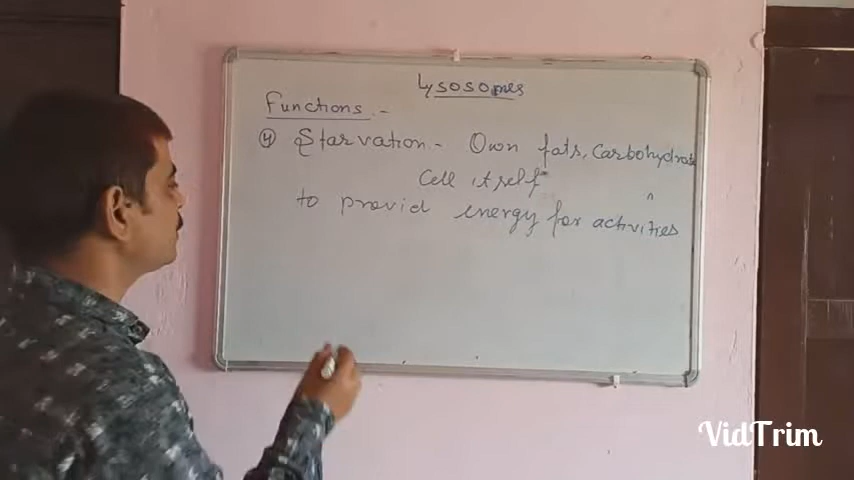 Lysosomes
Functions :-
④ Starvation - Own fats, Carbohydrate
Cell itself
^
to provid energy for activities
VidTrim